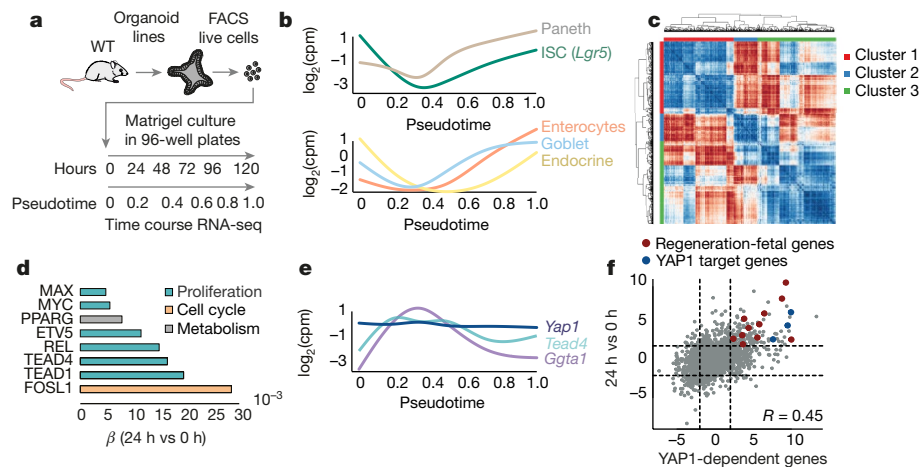 a
WT
Organoid
lines
FACS
live cells
Matrigel culture
in 96-well plates
Hours 0 24 48 72 96 120
Pseudotime 0 0.2 0.4 0.6 0.8 1.0
Time course RNA-seq
b
log2(cpm)
1
−1
−3
Paneth
ISC (Lgr5)
0 0.2 0.4 0.6 0.8 1.0
Pseudotime
log2(cpm)
1
0
−1
−2
Enterocytes
Goblet
Endocrine
0 0.2 0.4 0.6 0.8 1.0
Pseudotime
c
Cluster 1
Cluster 2
Cluster 3
d
MAX
MYC
PPARG
ETV5
REL
TEAD4
TEAD1
FOSL1
Proliferation
Cell cycle
Metabolism
10−3
0 5 10 15 20 25 30
β (24 h vs 0 h)
e
log2(cpm)
1
−1
−3
Yap1
Tead4
Ggta1
0 0.2 0.4 0.6 0.8 1.0
Pseudotime
Regeneration-fetal genes
YAP1 target genes
f
24 h vs 0 h
10
5
0
−5
R = 0.45
−5 0 5 10
YAP1-dependent genes